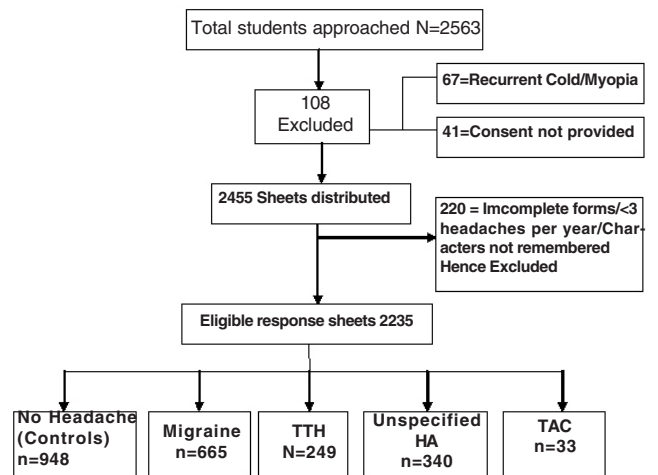 Total students approached N=2563
67=Recurrent Cold/Myopia
108
Excluded
41=Consent not provided
2455 Sheets distributed
220 = Imcomplete forms/<3
headaches per year/Char-
acters not remembered
Hence Excluded
Eligible response sheets 2235
No Headache
(Controls)
n=948
Migraine
n=665
TTH
N=249
Unspecified
HA
n=340
TAC
n=33